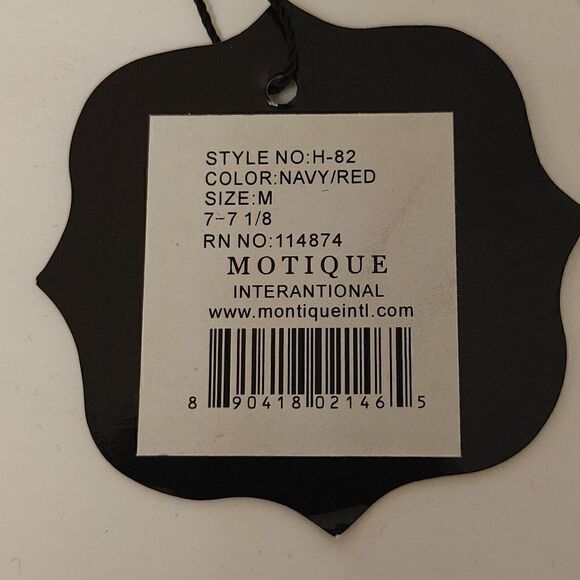 STYLE NO:H-82
COLOR:NAVY/RED
SIZE:M
7-7 1/8
RN NO:114874
MOTIQUE
INTERANTIONAL
www.montiqueintl.com
8 90418 02146 5